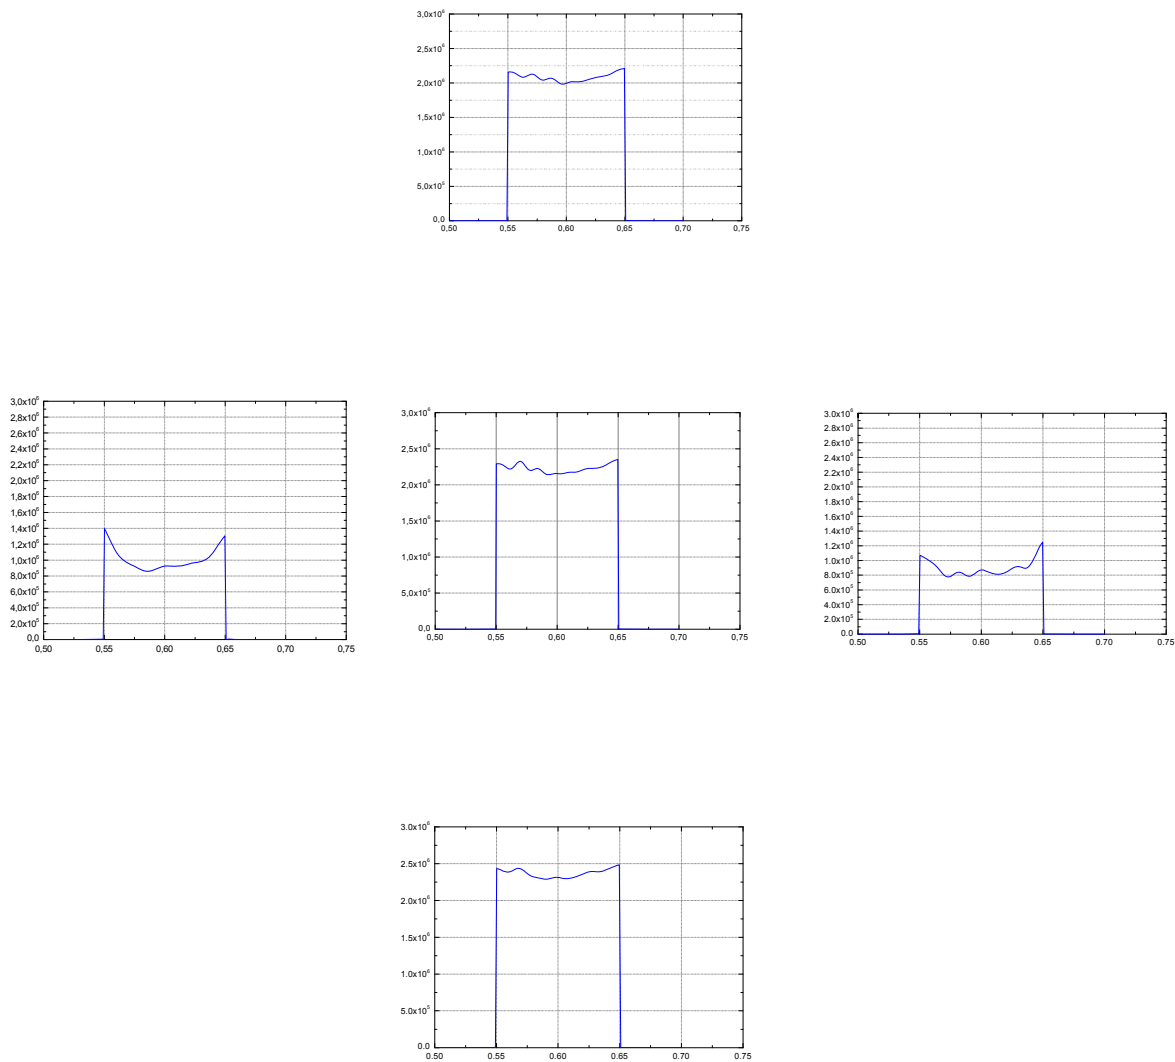 3,0x10⁶
2,5x10⁶
2,0x10⁶
1,5x10⁶
1,0x10⁶
5,0x10⁵
0,0
0,50 0,55 0,60 0,65 0,70 0,75
3,0x10⁶
2,8x10⁶
2,6x10⁶
2,4x10⁶
2,2x10⁶
2,0x10⁶
1,8x10⁶
1,6x10⁶
1,4x10⁶
1,2x10⁶
1,0x10⁶
8,0x10⁵
6,0x10⁵
4,0x10⁵
2,0x10⁵
0,0
0,50 0,55 0,60 0,65 0,70 0,75
3,0x10⁶
2,5x10⁶
2,0x10⁶
1,5x10⁶
1,0x10⁶
5,0x10⁵
0,0
0,50 0,55 0,60 0,65 0,70 0,75
3.0x10⁶
2.8x10⁶
2.6x10⁶
2.4x10⁶
2.2x10⁶
2.0x10⁶
1.8x10⁶
1.6x10⁶
1.4x10⁶
1.2x10⁶
1.0x10⁶
8.0x10⁵
6.0x10⁵
4.0x10⁵
2.0x10⁵
0.0
0.50 0.55 0.60 0.65 0.70 0.75
3.0x10⁶
2.5x10⁶
2.0x10⁶
1.5x10⁶
1.0x10⁶
5.0x10⁵
0.0
0.50 0.55 0.60 0.65 0.70 0.75